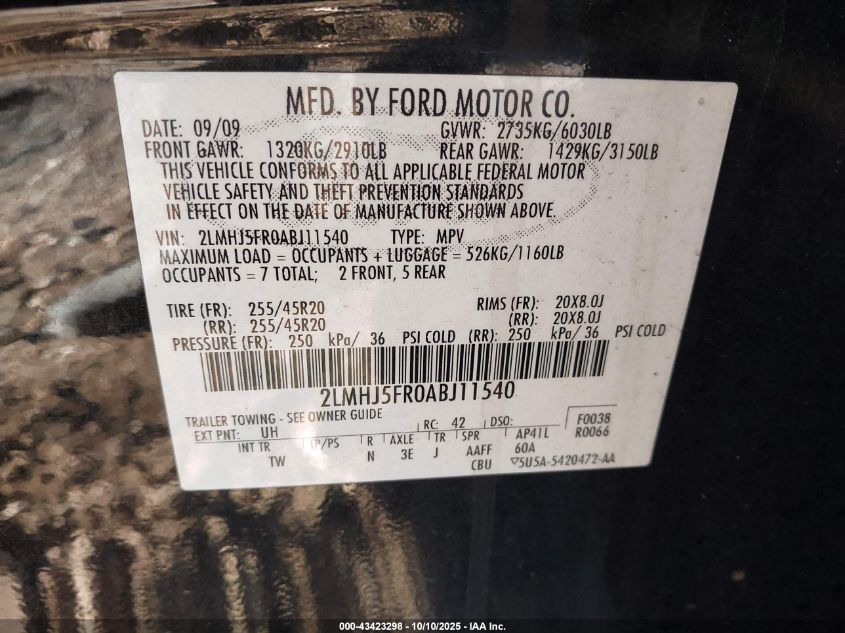 MFD. BY FORD MOTOR CO.
DATE: 09/09 GVWR: 2735KG/6030LB
FRONT GAWR: 1320KG/2910LB REAR GAWR: 1429KG/3150LB
THIS VEHICLE CONFORMS TO ALL APPLICABLE FEDERAL MOTOR
VEHICLE SAFETY AND THEFT PREVENTION STANDARDS
IN EFFECT ON THE DATE OF MANUFACTURE SHOWN ABOVE.
VIN: 2LMHJ5FR0ABJ11540 TYPE: MPV
MAXIMUM LOAD = OCCUPANTS + LUGGAGE = 526KG/1160LB
OCCUPANTS = 7 TOTAL; 2 FRONT, 5 REAR
TIRE (FR): 255/45R20 RIMS (FR): 20X8.0J
(RR): 255/45R20 (RR): 20X8.0J
PRESSURE (FR): 250 kPa/ 36 PSI COLD (RR): 250 kPa/ 36 PSI COLD
2LMHJ5FR0ABJ11540
TRAILER TOWING - SEE OWNER GUIDE
EXT PNT: UH RC: 42 DSO: F0038
R0066
INT TR TP/PS R AXLE TR SPR AP41L
TW N 3E J AAFF 60A
CBU 5U5A-5420472-AA
000-43423298 - 10/10/2025 - IAA Inc.